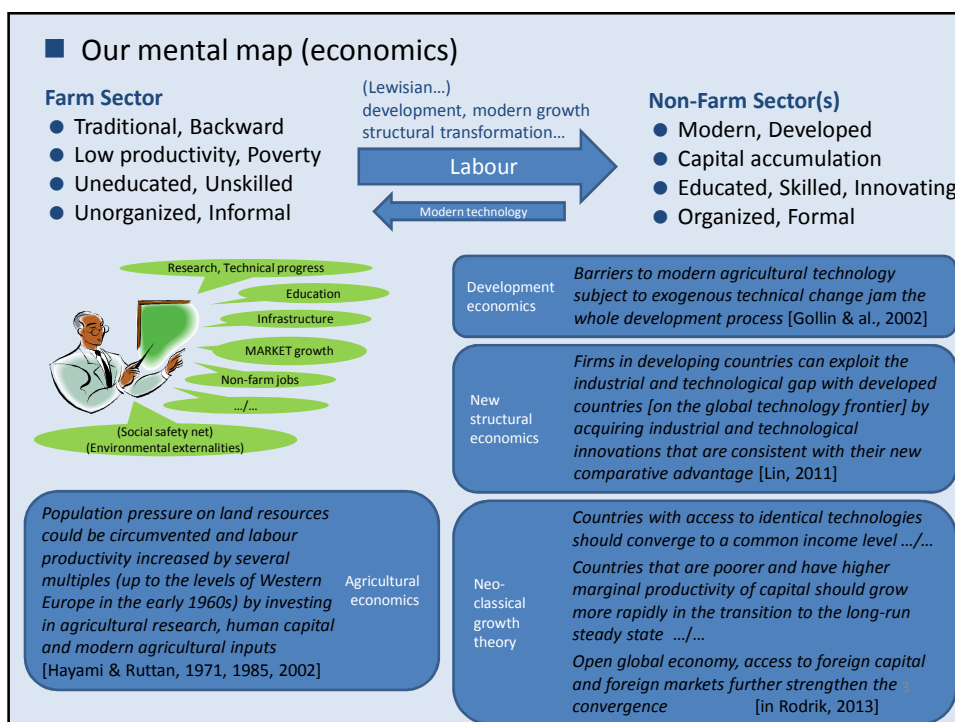 ■ Our mental map (economics)
Farm Sector
● Traditional, Backward
● Low productivity, Poverty
● Uneducated, Unskilled
● Unorganized, Informal
(Lewisian…)
development, modern growth
structural transformation…
Labour
Modern technology
Non-Farm Sector(s)
● Modern, Developed
● Capital accumulation
● Educated, Skilled, Innovating
● Organized, Formal
Research, Technical progress
Education
Infrastructure
MARKET growth
Non-farm jobs
…/…
(Social safety net)
(Environmental externalities)
Development
economics
Barriers to modern agricultural technology
subject to exogenous technical change jam the
whole development process [Gollin & al., 2002]
New
structural
economics
Firms in developing countries can exploit the
industrial and technological gap with developed
countries [on the global technology frontier] by
acquiring industrial and technological
innovations that are consistent with their new
comparative advantage [Lin, 2011]
Population pressure on land resources
could be circumvented and labour
productivity increased by several
multiples (up to the levels of Western
Europe in the early 1960s) by investing
in agricultural research, human capital
and modern agricultural inputs
[Hayami & Ruttan, 1971, 1985, 2002]
Agricultural
economics
Neo-
classical
growth
theory
Countries with access to identical technologies
should converge to a common income level …/…
Countries that are poorer and have higher
marginal productivity of capital should grow
more rapidly in the transition to the long-run
steady state …/…
Open global economy, access to foreign capital
and foreign markets further strengthen the
convergence [in Rodrik, 2013]
3